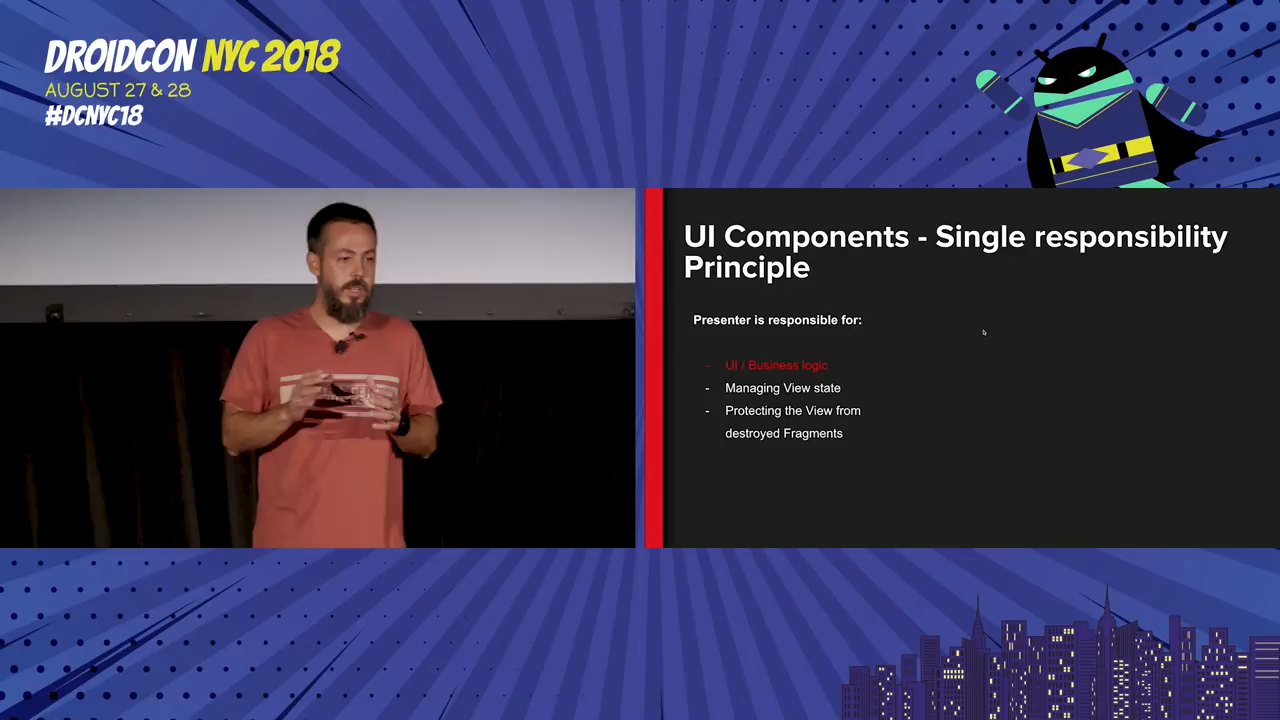 DROIDCON NYC 2018
AUGUST 27 & 28
#DCNYC18
UI Components - Single responsibility
Principle
Presenter is responsible for:
- UI / Business logic
- Managing View state
- Protecting the View from
destroyed Fragments